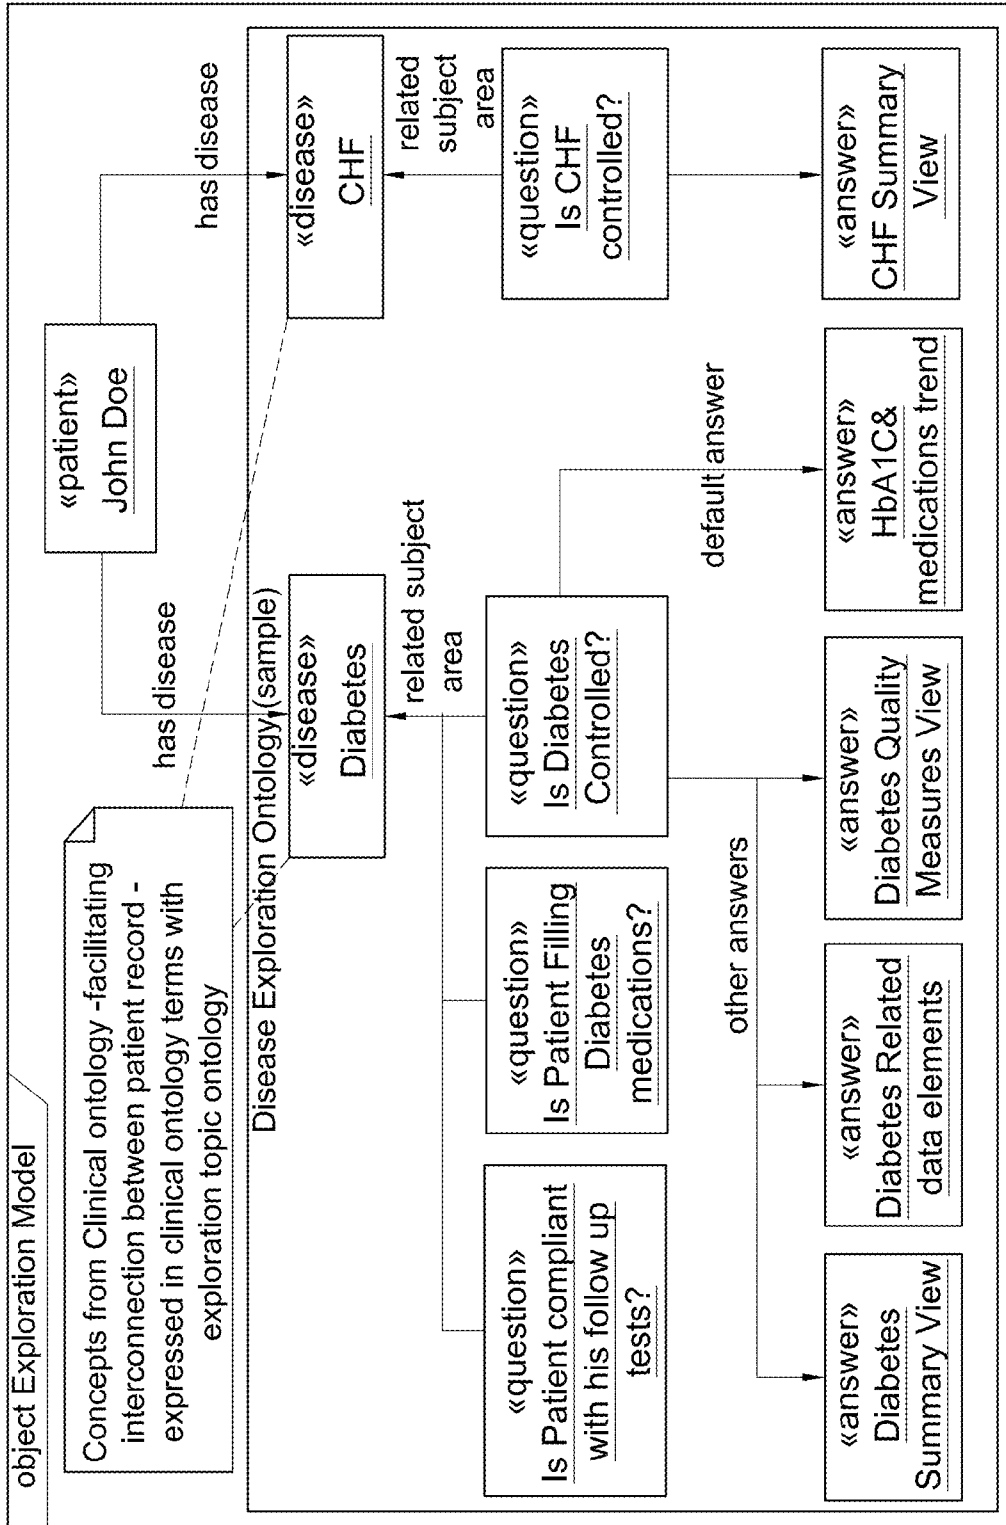 object Exploration Model
Concepts from Clinical ontology -facilitating
interconnection between patient record -
expressed in clinical ontology terms with
exploration topic ontology
«patient»
John Doe
has disease
has disease
Disease Exploration Ontology (sample)
«disease»
Diabetes
«disease»
CHF
related subject
area
related
subject
area
«question»
Is Patient compliant
with his follow up
tests?
«question»
Is Patient Filling
Diabetes
medications?
«question»
Is Diabetes
Controlled?
«question»
Is CHF
controlled?
other answers
default answer
«answer»
Diabetes
Summary View
«answer»
Diabetes Related
data elements
«answer»
Diabetes Quality
Measures View
«answer»
HbA1C&
medications trend
«answer»
CHF Summary
View